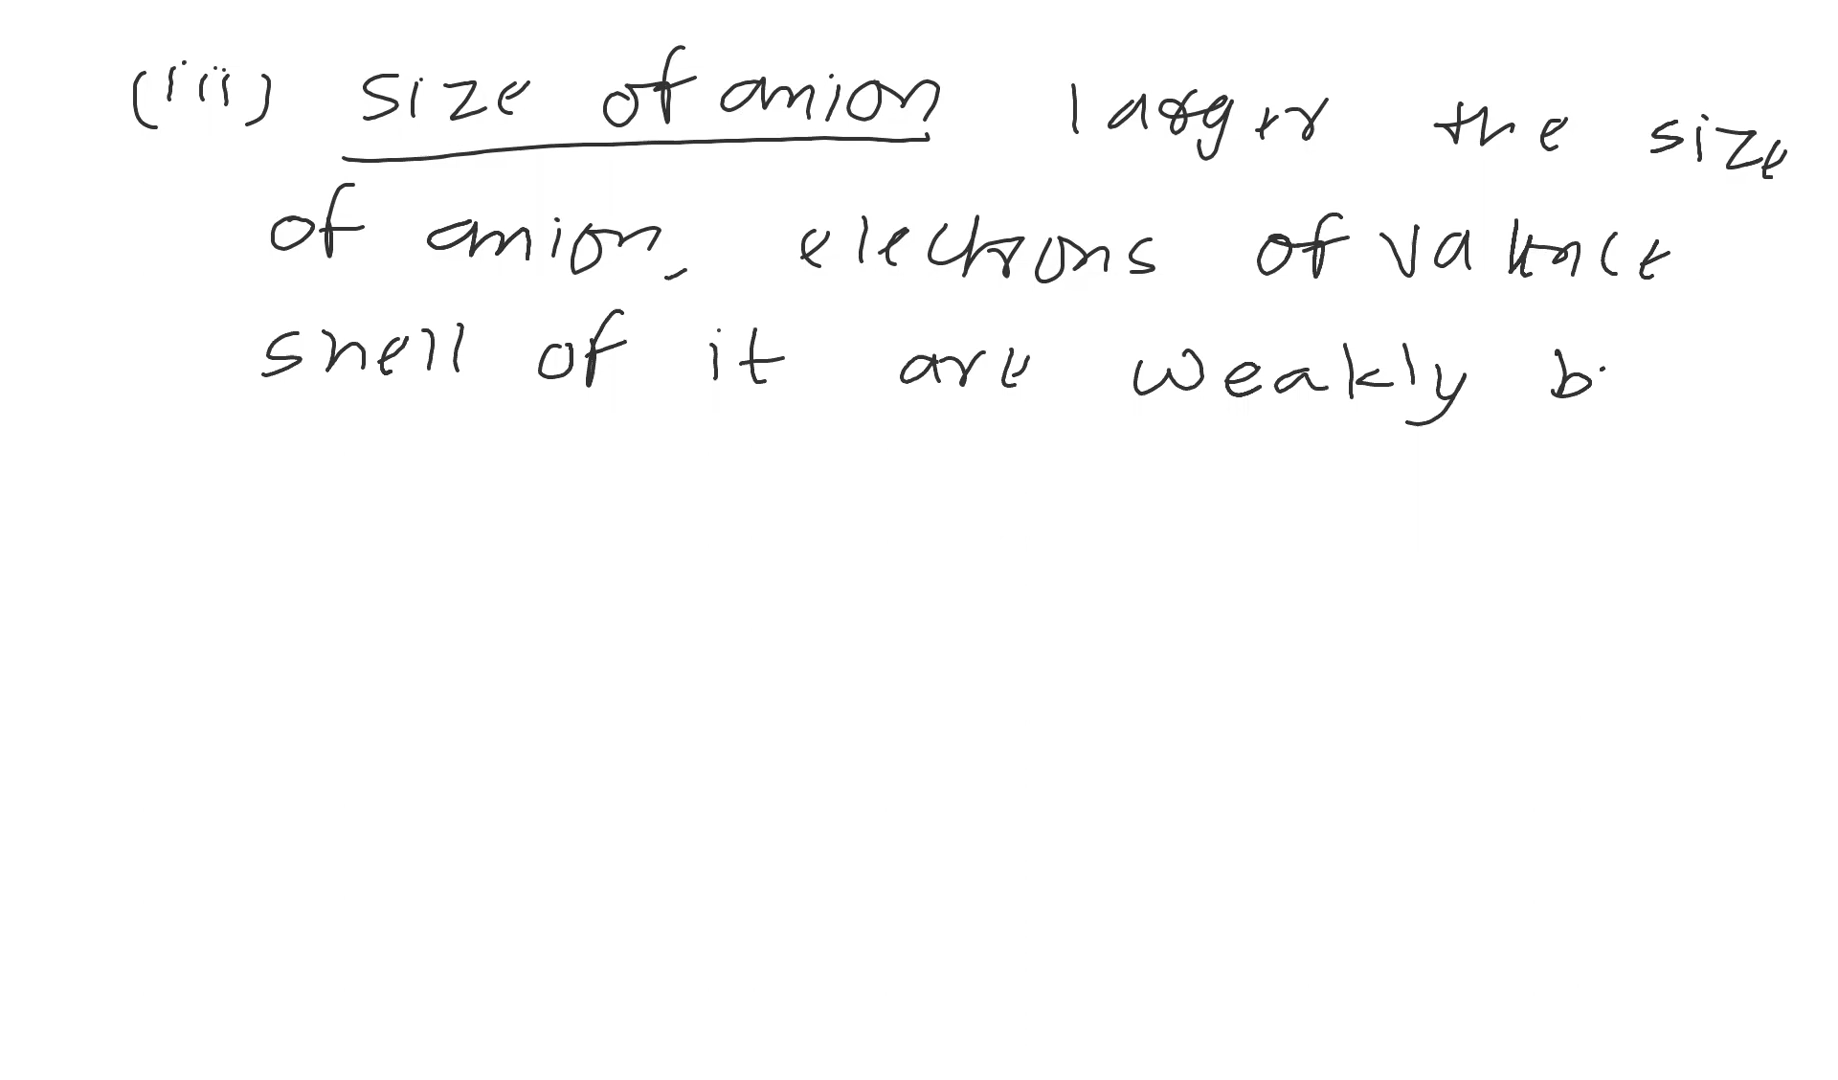 (iii) size of anion larger the size
of anion, electrons of valence
shell of it are weakly b